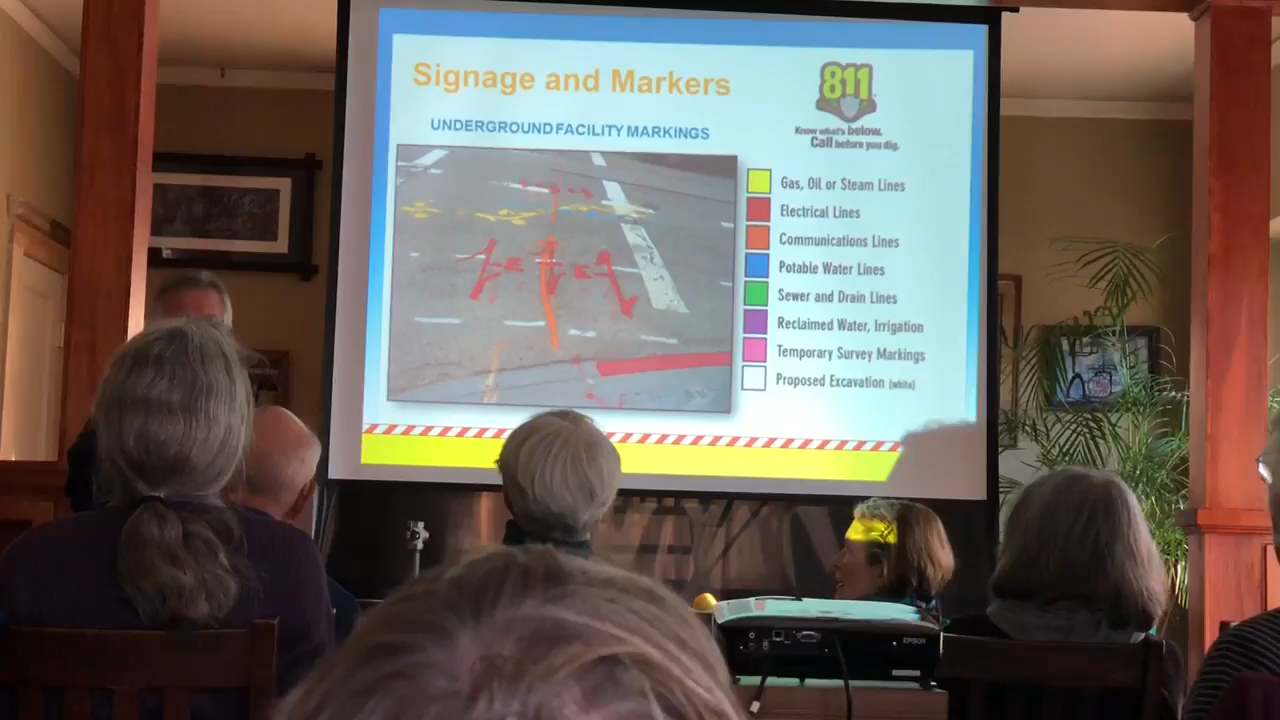 Signage and Markers
811
Know what's below.
Call before you dig.
UNDERGROUND FACILITY MARKINGS
Gas, Oil or Steam Lines
Electrical Lines
Communications Lines
Potable Water Lines
Sewer and Drain Lines
Reclaimed Water, Irrigation
Temporary Survey Markings
Proposed Excavation (white)
EPSON